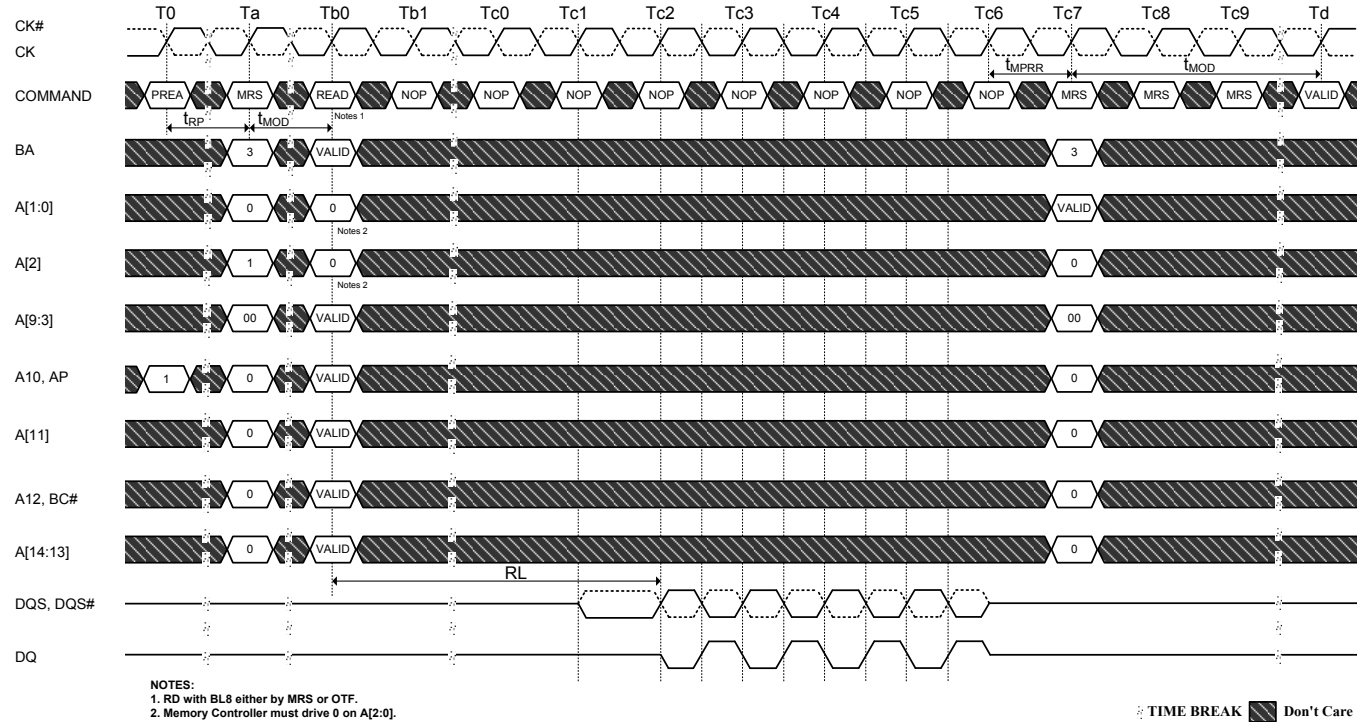 T0 Ta Tb0 Tb1 Tc0 Tc1 Tc2 Tc3 Tc4 Tc5 Tc6 Tc7 Tc8 Tc9 Td
CK#
CK
tMPRR tMOD
COMMAND PREA MRS READ NOP NOP NOP NOP NOP NOP NOP NOP MRS MRS MRS VALID
tRP tMOD Notes 1
BA 3 VALID 3
A[1:0] 0 0 VALID
Notes 2
A[2] 1 0 0
Notes 2
A[9:3] 00 VALID 00
A10, AP 1 0 VALID 0
A[11] 0 VALID 0
A12, BC# 0 VALID 0
A[14:13] 0 VALID 0
RL
DQS, DQS#
DQ
NOTES:
1. RD with BL8 either by MRS or OTF.
2. Memory Controller must drive 0 on A[2:0].
TIME BREAK Don't Care